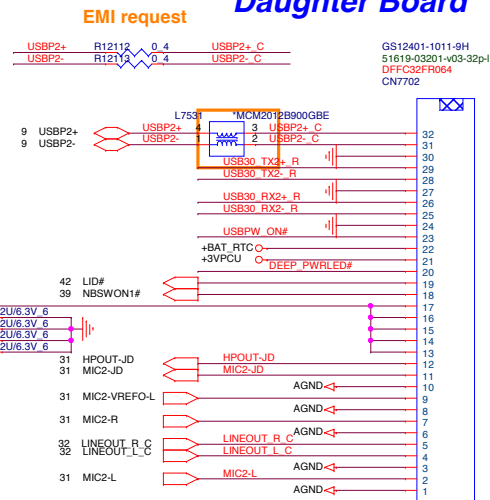 Daughter Board
EMI request
USBP2+ R12112 0_4 USBP2+_C
USBP2- R12113 0_4 USBP2-_C
GS12401-1011-9H
51619-03201-v03-32p-l
DFFC32FR064
CN7702
L7531 *MCM2012B900GBE
9 USBP2+ USBP2+ 4 3 USBP2+_C 32
9 USBP2- USBP2- 1 2 USBP2-_C 31
30
USB30_TX2+_R 29
USB30_TX2-_R 28
27
USB30_RX2+_R 26
USB30_RX2-_R 25
24
USBPW_ON# 23
+BAT_RTC 22
+3VPCU 21
DEEP_PWRLED# 20
42 LID# 19
39 NBSWON1# 18
17
2U/6.3V_6 16
2U/6.3V_6 15
2U/6.3V_6 14
2U/6.3V_6 13
31 HPOUT-JD HPOUT-JD 12
31 MIC2-JD MIC2-JD 11
AGND 10
31 MIC2-VREFO-L 9
AGND 8
31 MIC2-R 7
AGND 6
32 LINEOUT_R_C LINEOUT_R_C 5
32 LINEOUT_L_C LINEOUT_L_C 4
AGND 3
31 MIC2-L MIC2-L 2
AGND 1